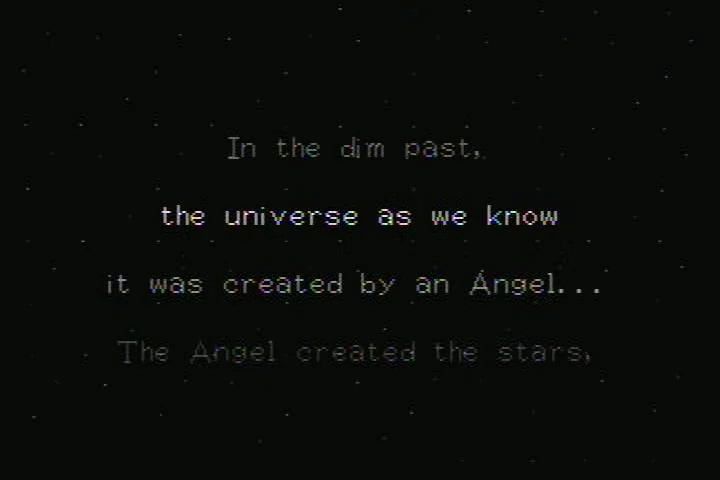 In the dim past,
the universe as we know
it was created by an Angel...
The Angel created the stars,